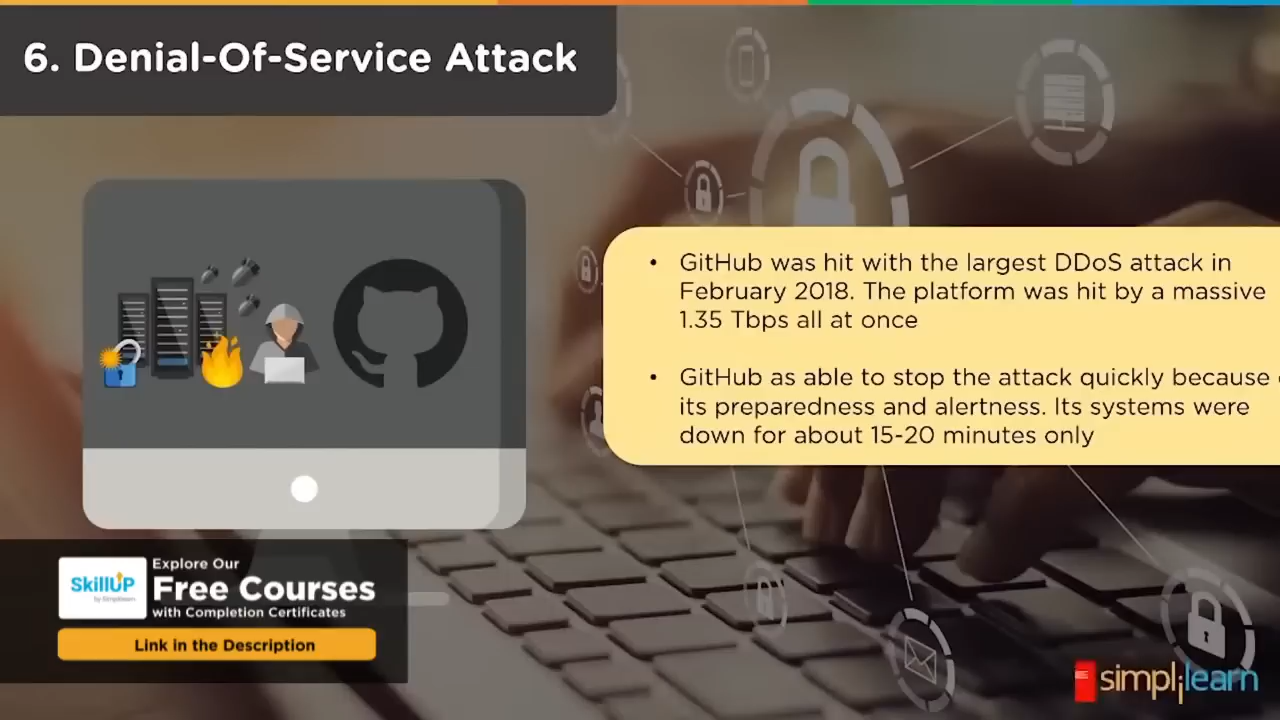 6. Denial-Of-Service Attack
• GitHub was hit with the largest DDoS attack in
February 2018. The platform was hit by a massive
1.35 Tbps all at once
• GitHub as able to stop the attack quickly because
its preparedness and alertness. Its systems were
down for about 15-20 minutes only
SkillUP
by Simplilearn
Explore Our
Free Courses
with Completion Certificates
Link in the Description
simplilearn